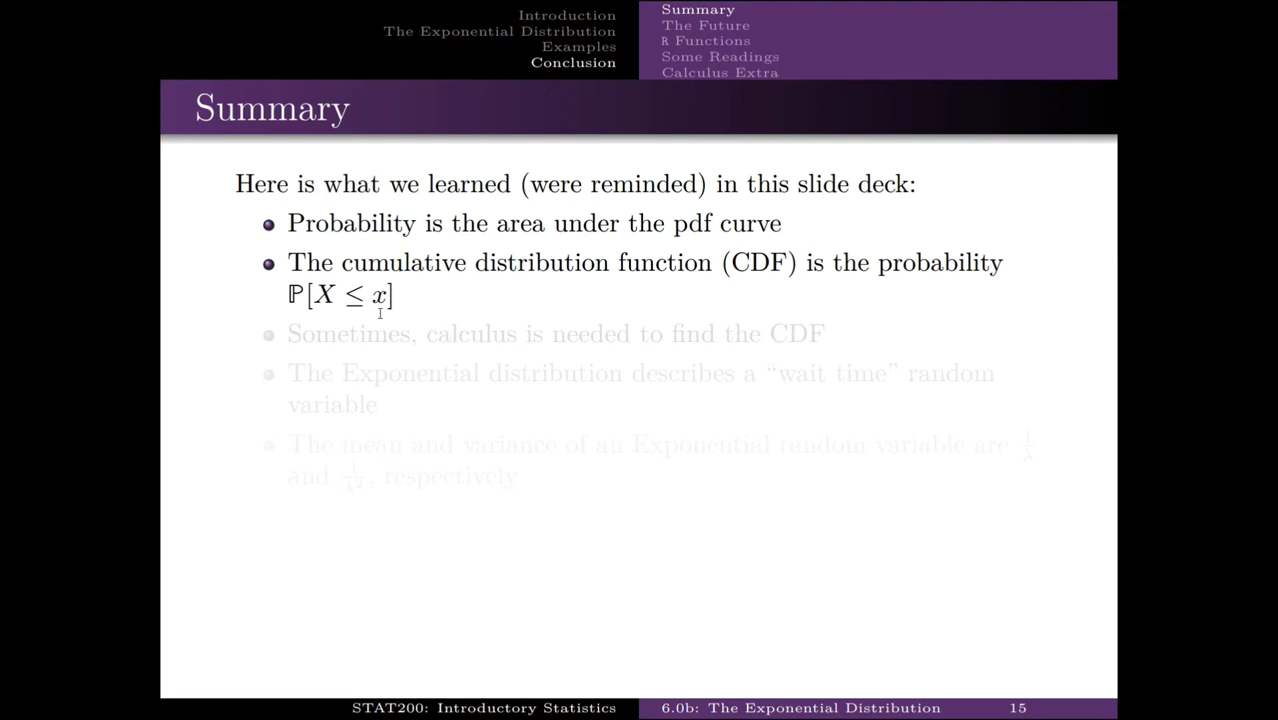 Introduction
The Exponential Distribution
Examples
Conclusion
Summary
The Future
R Functions
Some Readings
Calculus Extra
Summary
Here is what we learned (were reminded) in this slide deck:
Probability is the area under the pdf curve
The cumulative distribution function (CDF) is the probability
ℙ[X ≤ x]
Sometimes, calculus is needed to find the CDF
The Exponential distribution describes a “wait time” random
variable
The mean and variance of an Exponential random variable are 1/λ
and 1/λ², respectively
STAT200: Introductory Statistics
6.0b: The Exponential Distribution
15